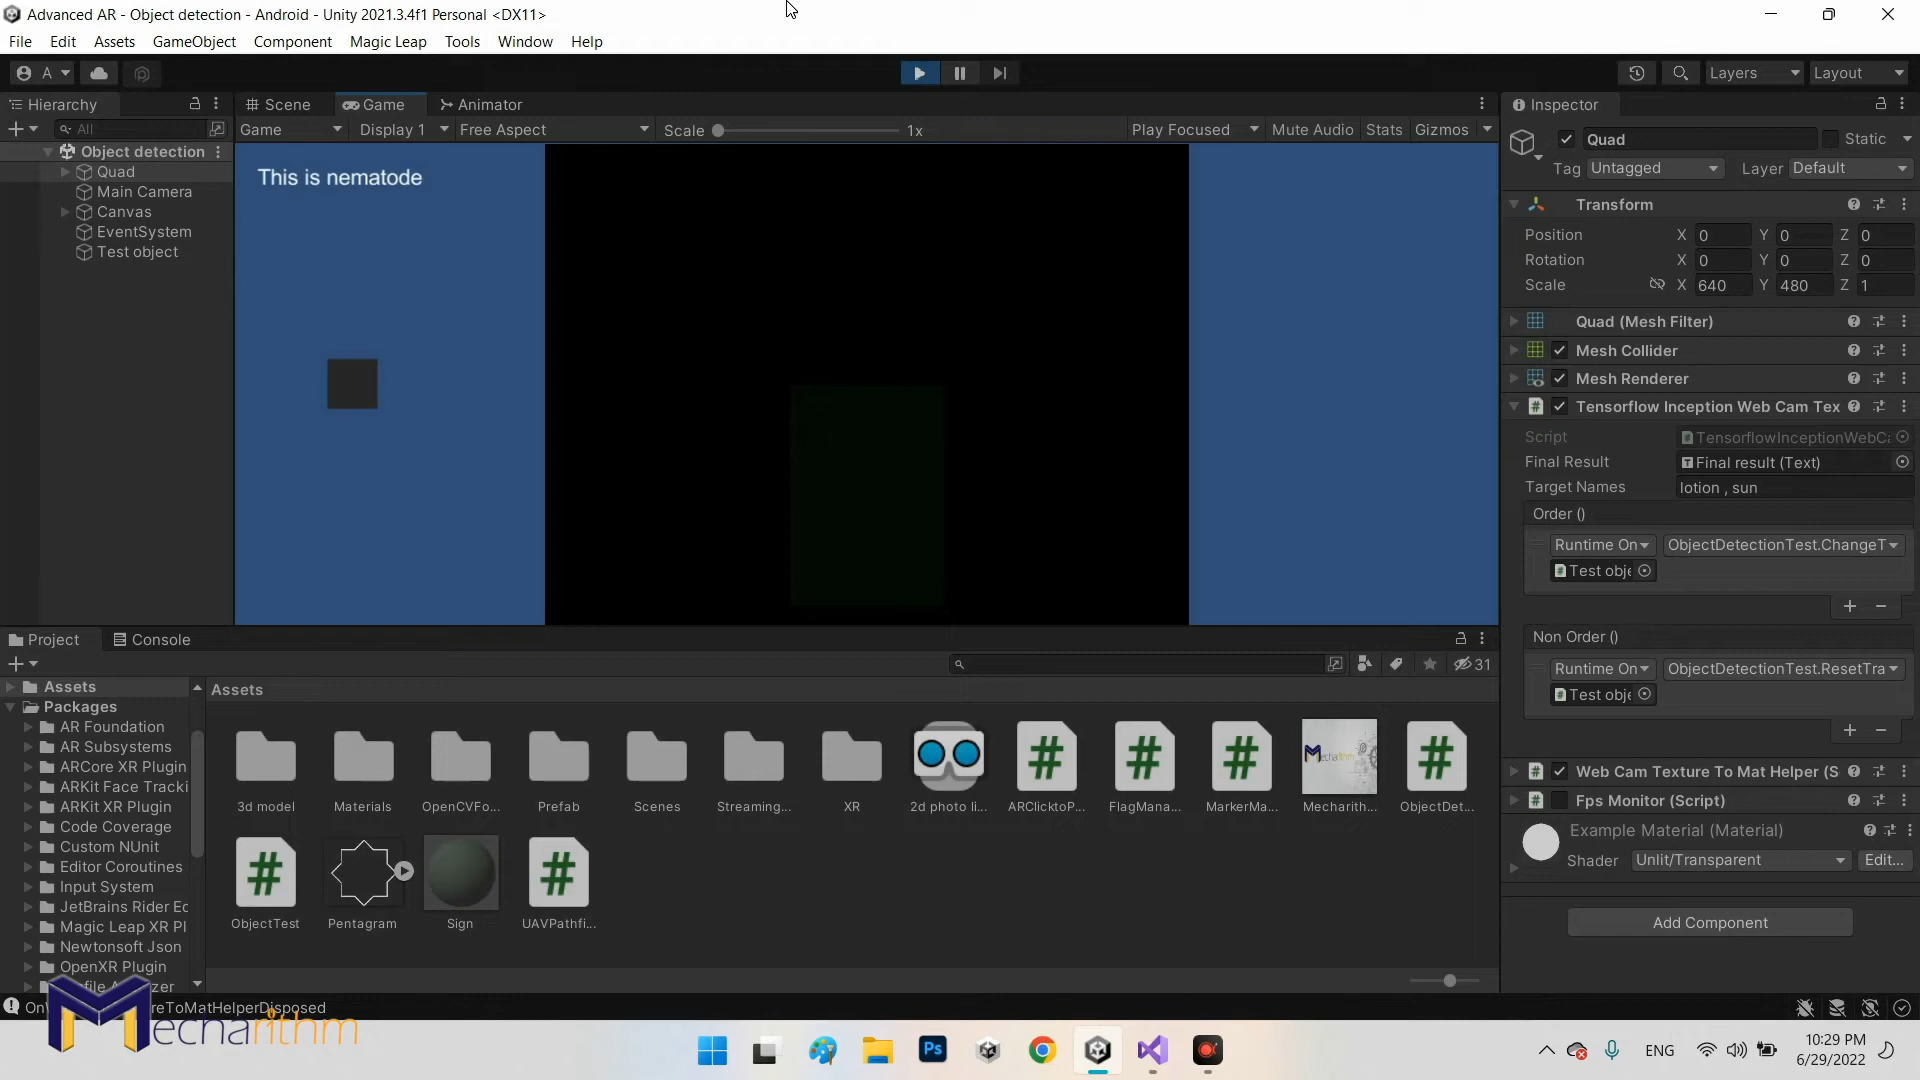 Advanced AR - Object detection - Android - Unity 2021.3.4f1 Personal <DX11>
File Edit Assets GameObject Component Magic Leap Tools Window Help
A Layers Layout
Hierarchy Scene Game Animator Inspector
All Game Display 1 Free Aspect Scale 1x Play Focused Mute Audio Stats Gizmos
Object detection
Quad
Main Camera
Canvas
EventSystem
Test object
This is nematode
Quad Static
Tag Untagged Layer Default
Transform
Position X 0 Y 0 Z 0
Rotation X 0 Y 0 Z 0
Scale X 640 Y 480 Z 1
Quad (Mesh Filter)
Mesh Collider
Mesh Renderer
Tensorflow Inception Web Cam Tex
Script TensorflowInceptionWebCa
Final Result Final result (Text)
Target Names lotion , sun
Order ()
Runtime On ObjectDetectionTest.ChangeT
Test obje
Non Order ()
Runtime On ObjectDetectionTest.ResetTra
Test obje
Web Cam Texture To Mat Helper (S
Fps Monitor (Script)
Example Material (Material)
Shader Unlit/Transparent Edit...
Add Component
Project Console
31
Assets
Packages
AR Foundation
AR Subsystems
ARCore XR Plugin
ARKit Face Tracki
ARKit XR Plugin
Code Coverage
Custom NUnit
Editor Coroutines
Input System
JetBrains Rider Ed
Magic Leap XR Pl
Newtonsoft Json
OpenXR Plugin
Assets
3d model Materials OpenCVFo... Prefab Scenes Streaming... XR 2d photo li... ARClicktoP... FlagMana... MarkerMa... Mecharith... ObjectDet...
ObjectTest Pentagram Sign UAVPathfi...
reToMatHelperDisposed
Mecharithm
ENG
10:29 PM
6/29/2022